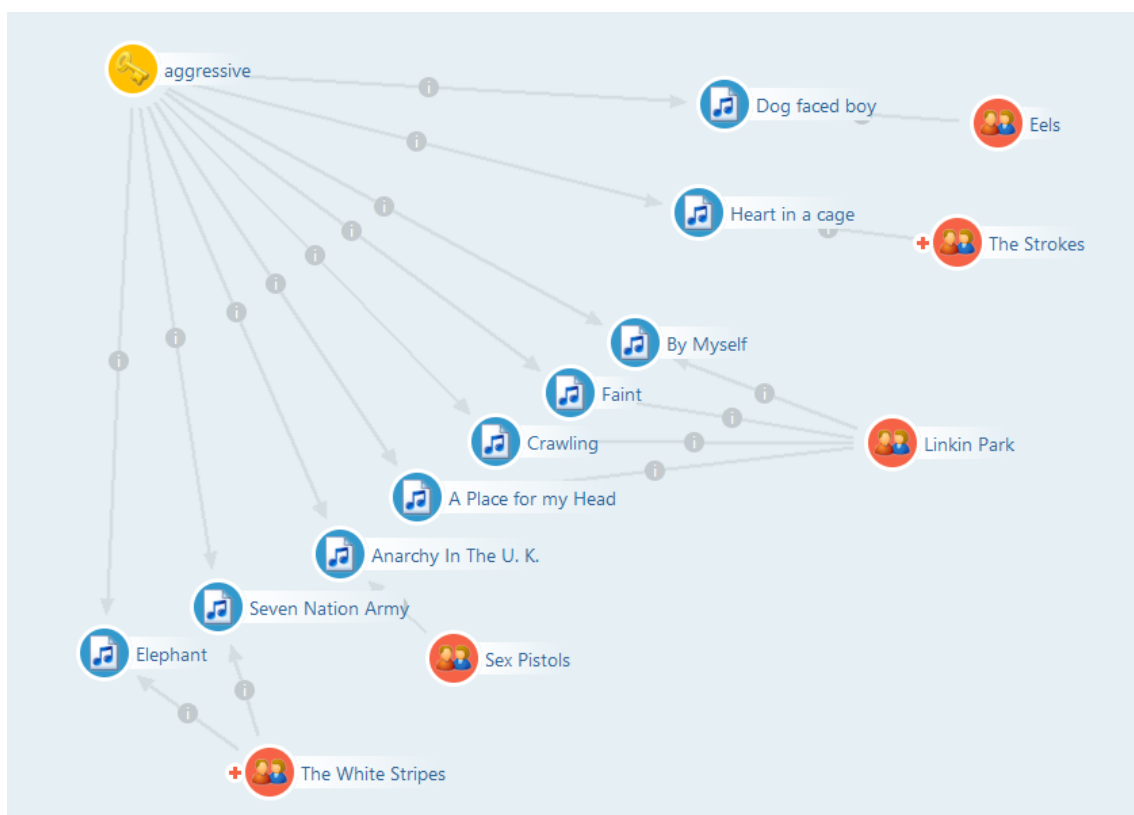 aggressive
Dog faced boy
Eels
Heart in a cage
The Strokes
By Myself
Faint
Crawling
Linkin Park
A Place for my Head
Anarchy In The U. K.
Seven Nation Army
Elephant
Sex Pistols
The White Stripes